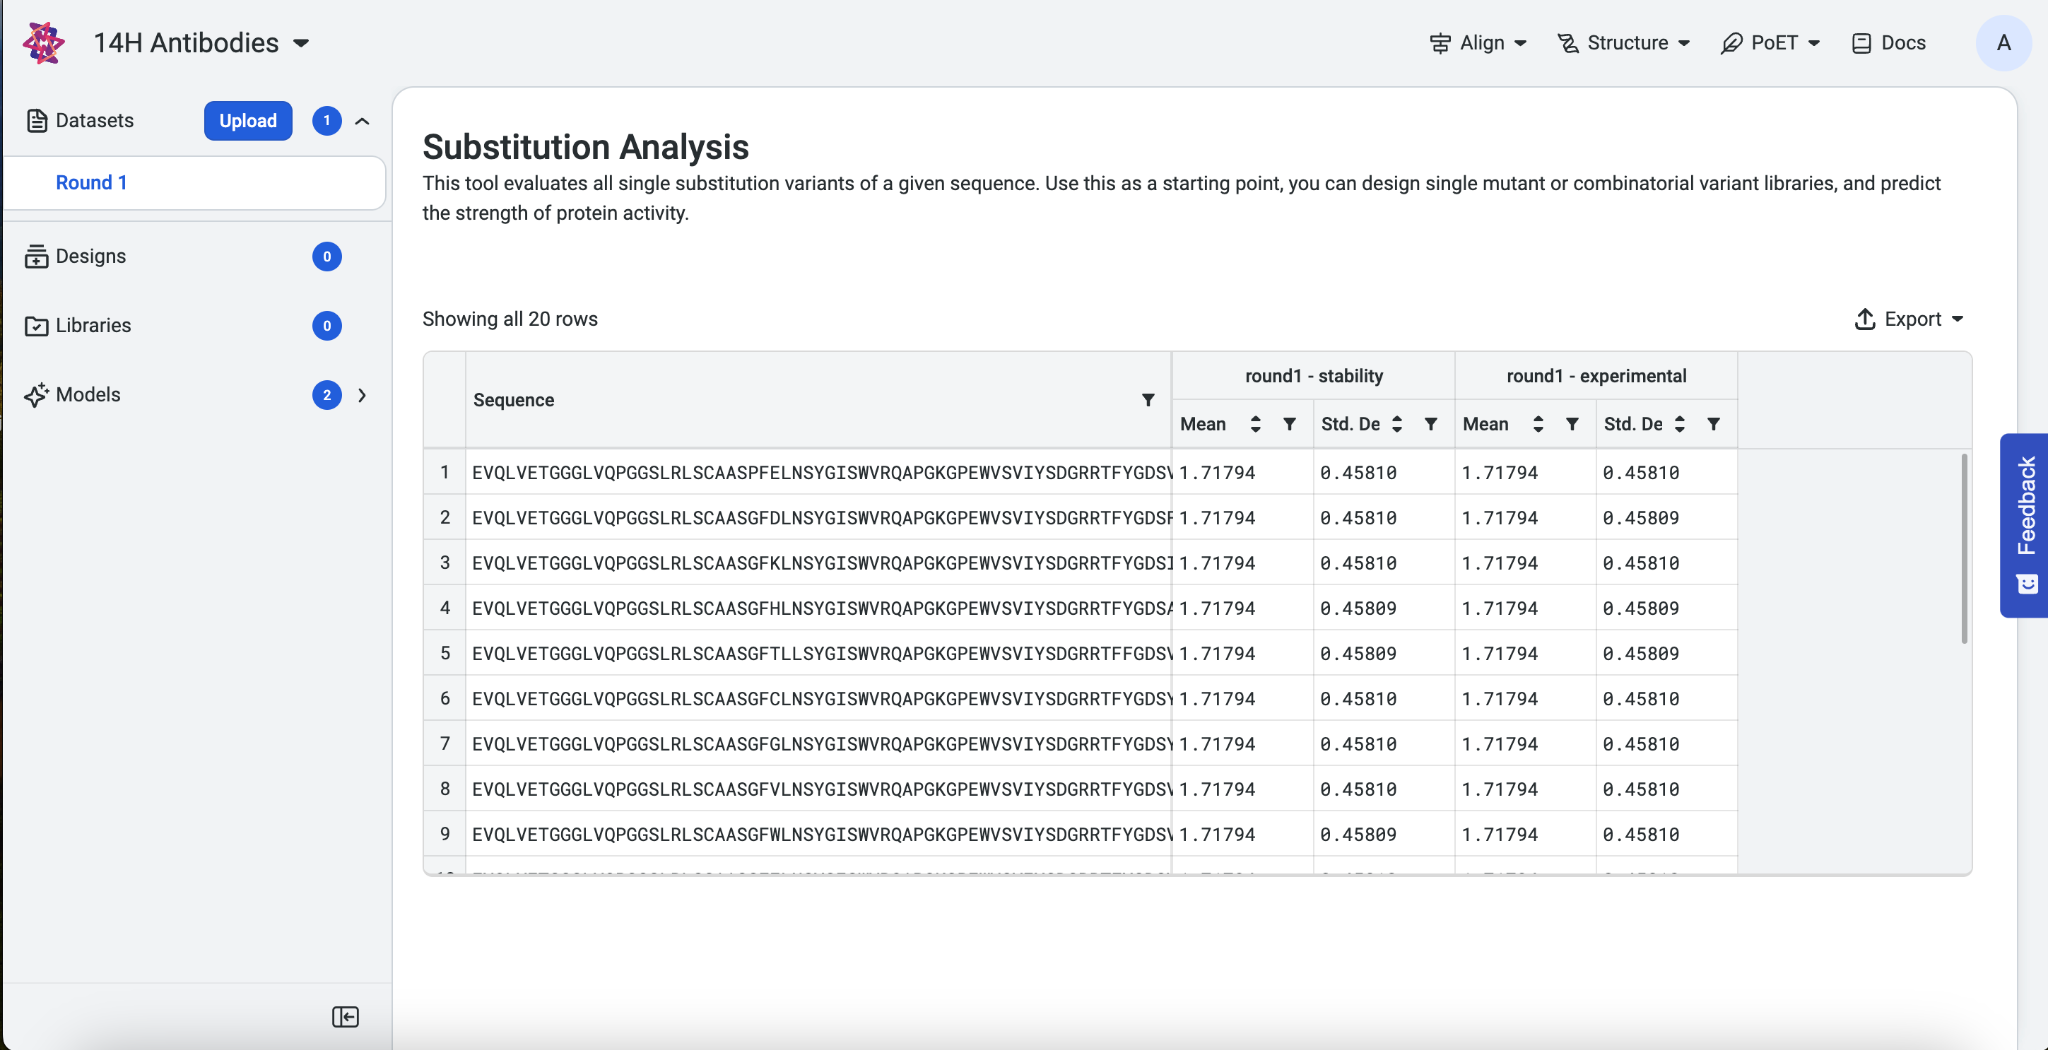 14H Antibodies
Align
Structure
PoET
Docs
A
Datasets
Upload
1
Round 1
Designs
0
Libraries
0
Models
2
Substitution Analysis
This tool evaluates all single substitution variants of a given sequence. Use this as a starting point, you can design single mutant or combinatorial variant libraries, and predict
the strength of protein activity.
Showing all 20 rows
Export
Sequence
round1 - stability
round1 - experimental
Mean
Std. De
Mean
Std. De
1 EVQLVETGGGLVQPGGSLRLSCAASPFELNSYGISWVRQAPGKGPEWVSVIYSDGRRTFYGDSV 1.71794 0.45810 1.71794 0.45810
2 EVQLVETGGGLVQPGGSLRLSCAASGFDLNSYGISWVRQAPGKGPEWVSVIYSDGRRTFYGDSF 1.71794 0.45810 1.71794 0.45809
3 EVQLVETGGGLVQPGGSLRLSCAASGFKLNSYGISWVRQAPGKGPEWVSVIYSDGRRTFYGDSI 1.71794 0.45810 1.71794 0.45810
4 EVQLVETGGGLVQPGGSLRLSCAASGFHLNSYGISWVRQAPGKGPEWVSVIYSDGRRTFYGDSA 1.71794 0.45809 1.71794 0.45809
5 EVQLVETGGGLVQPGGSLRLSCAASGFTLLSYGISWVRQAPGKGPEWVSVIYSDGRRTFFGDSV 1.71794 0.45809 1.71794 0.45809
6 EVQLVETGGGLVQPGGSLRLSCAASGFCLNSYGISWVRQAPGKGPEWVSVIYSDGRRTFYGDSY 1.71794 0.45810 1.71794 0.45810
7 EVQLVETGGGLVQPGGSLRLSCAASGFGLNSYGISWVRQAPGKGPEWVSVIYSDGRRTFYGDSY 1.71794 0.45810 1.71794 0.45810
8 EVQLVETGGGLVQPGGSLRLSCAASGFVLNSYGISWVRQAPGKGPEWVSVIYSDGRRTFYGDSV 1.71794 0.45810 1.71794 0.45810
9 EVQLVETGGGLVQPGGSLRLSCAASGFWLNSYGISWVRQAPGKGPEWVSVIYSDGRRTFYGDSV 1.71794 0.45809 1.71794 0.45810
Feedback